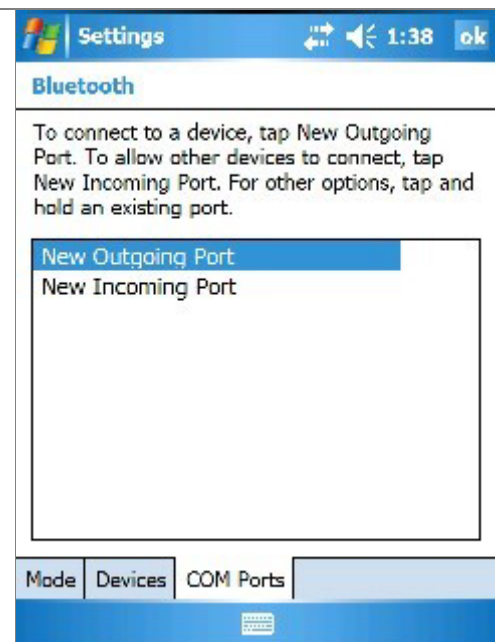 Settings 1:38 ok
Bluetooth
To connect to a device, tap New Outgoing
Port. To allow other devices to connect, tap
New Incoming Port. For other options, tap and
hold an existing port.
New Outgoing Port
New Incoming Port
Mode Devices COM Ports